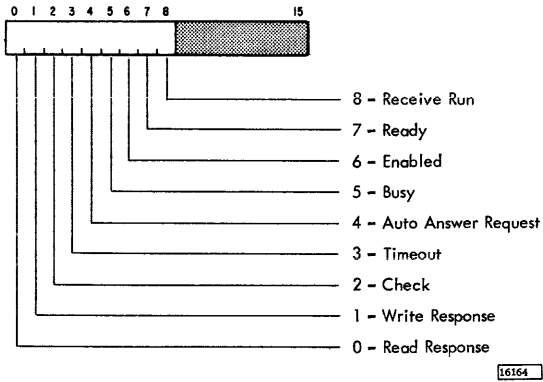 0 1 2 3 4 5 6 7 8 15
8 - Receive Run
7 - Ready
6 - Enabled
5 - Busy
4 - Auto Answer Request
3 - Timeout
2 - Check
1 - Write Response
0 - Read Response
16164